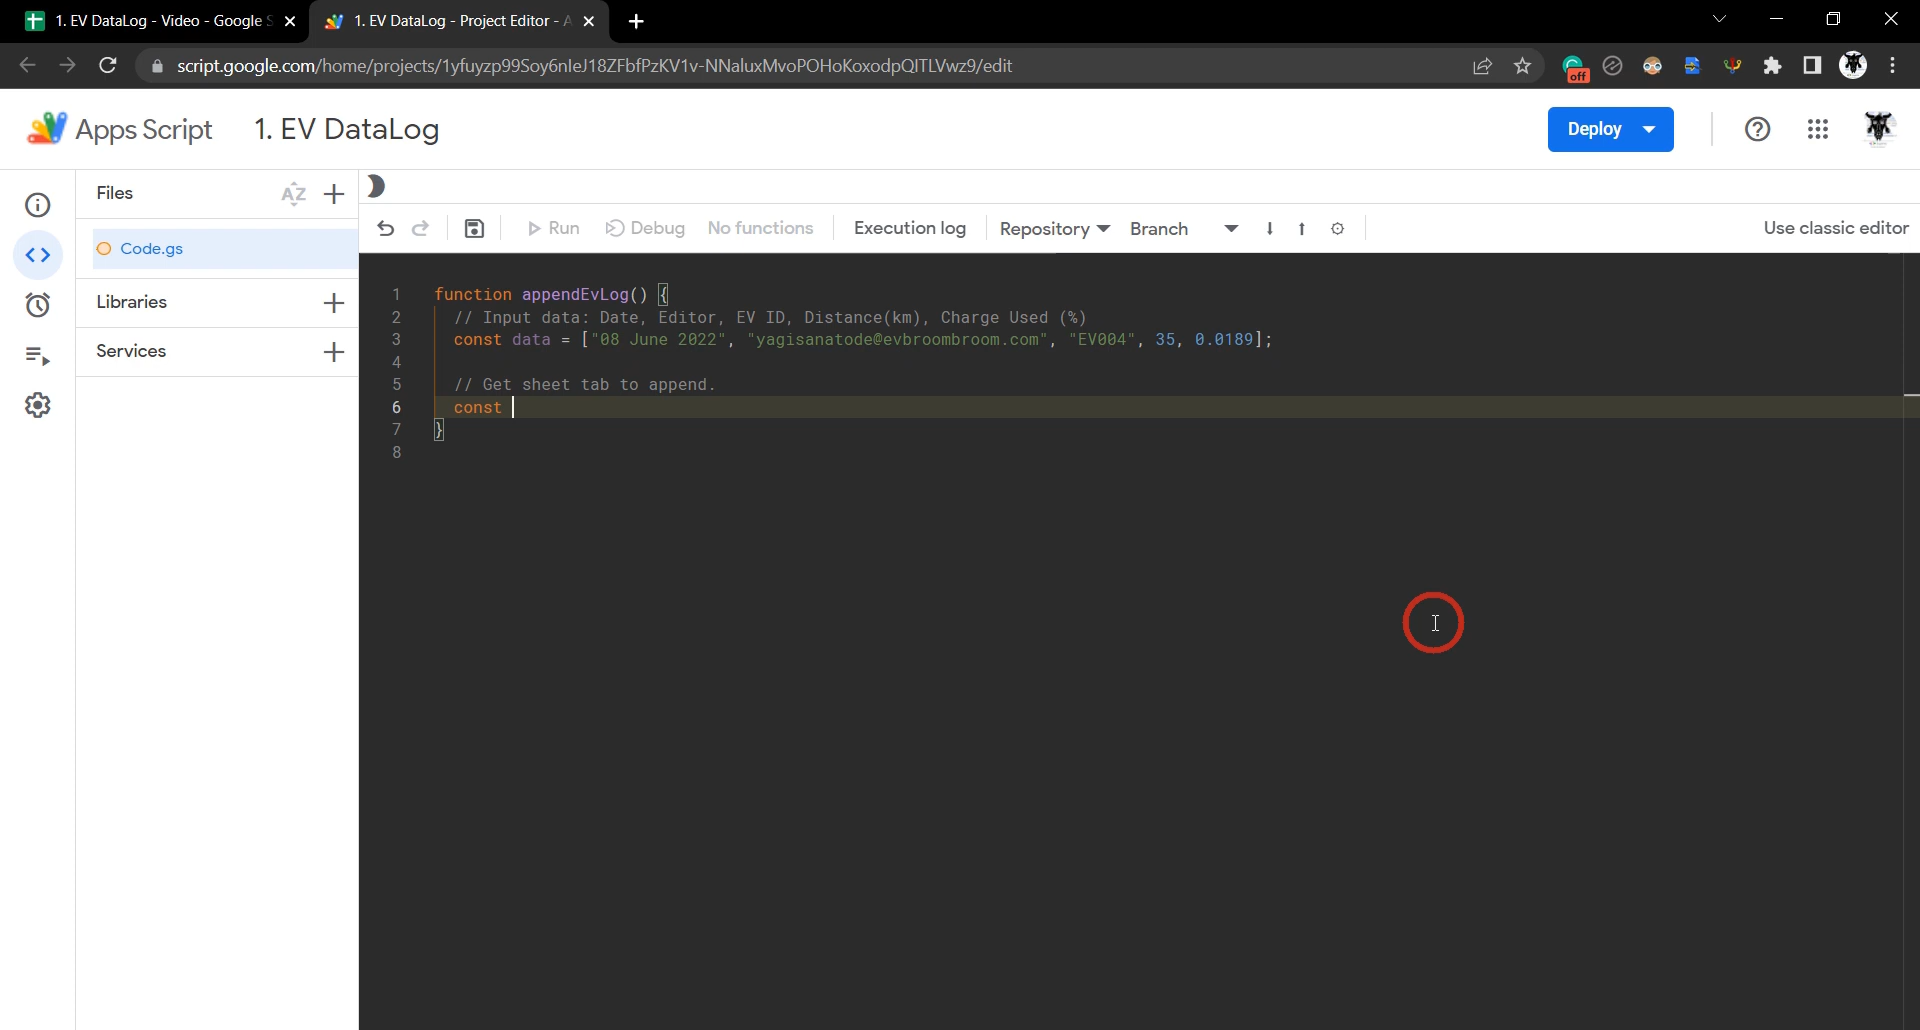 1. EV DataLog - Video - Google S
1. EV DataLog - Project Editor - A
script.google.com/home/projects/1yfuyzp99Soy6nleJ18ZFbfPzKV1v-NNaluxMvoPOHoKoxodpQITLVwz9/edit
off
Apps Script 1. EV DataLog
Deploy
Files
AZ
Code.gs
Libraries
Services
Run Debug No functions Execution log Repository Branch Use classic editor
1 function appendEvLog() {
2 // Input data: Date, Editor, EV ID, Distance(km), Charge Used (%)
3 const data = ["08 June 2022", "yagisanatode@evbroombroom.com", "EV004", 35, 0.0189];
4
5 // Get sheet tab to append.
6 const
7 }
8